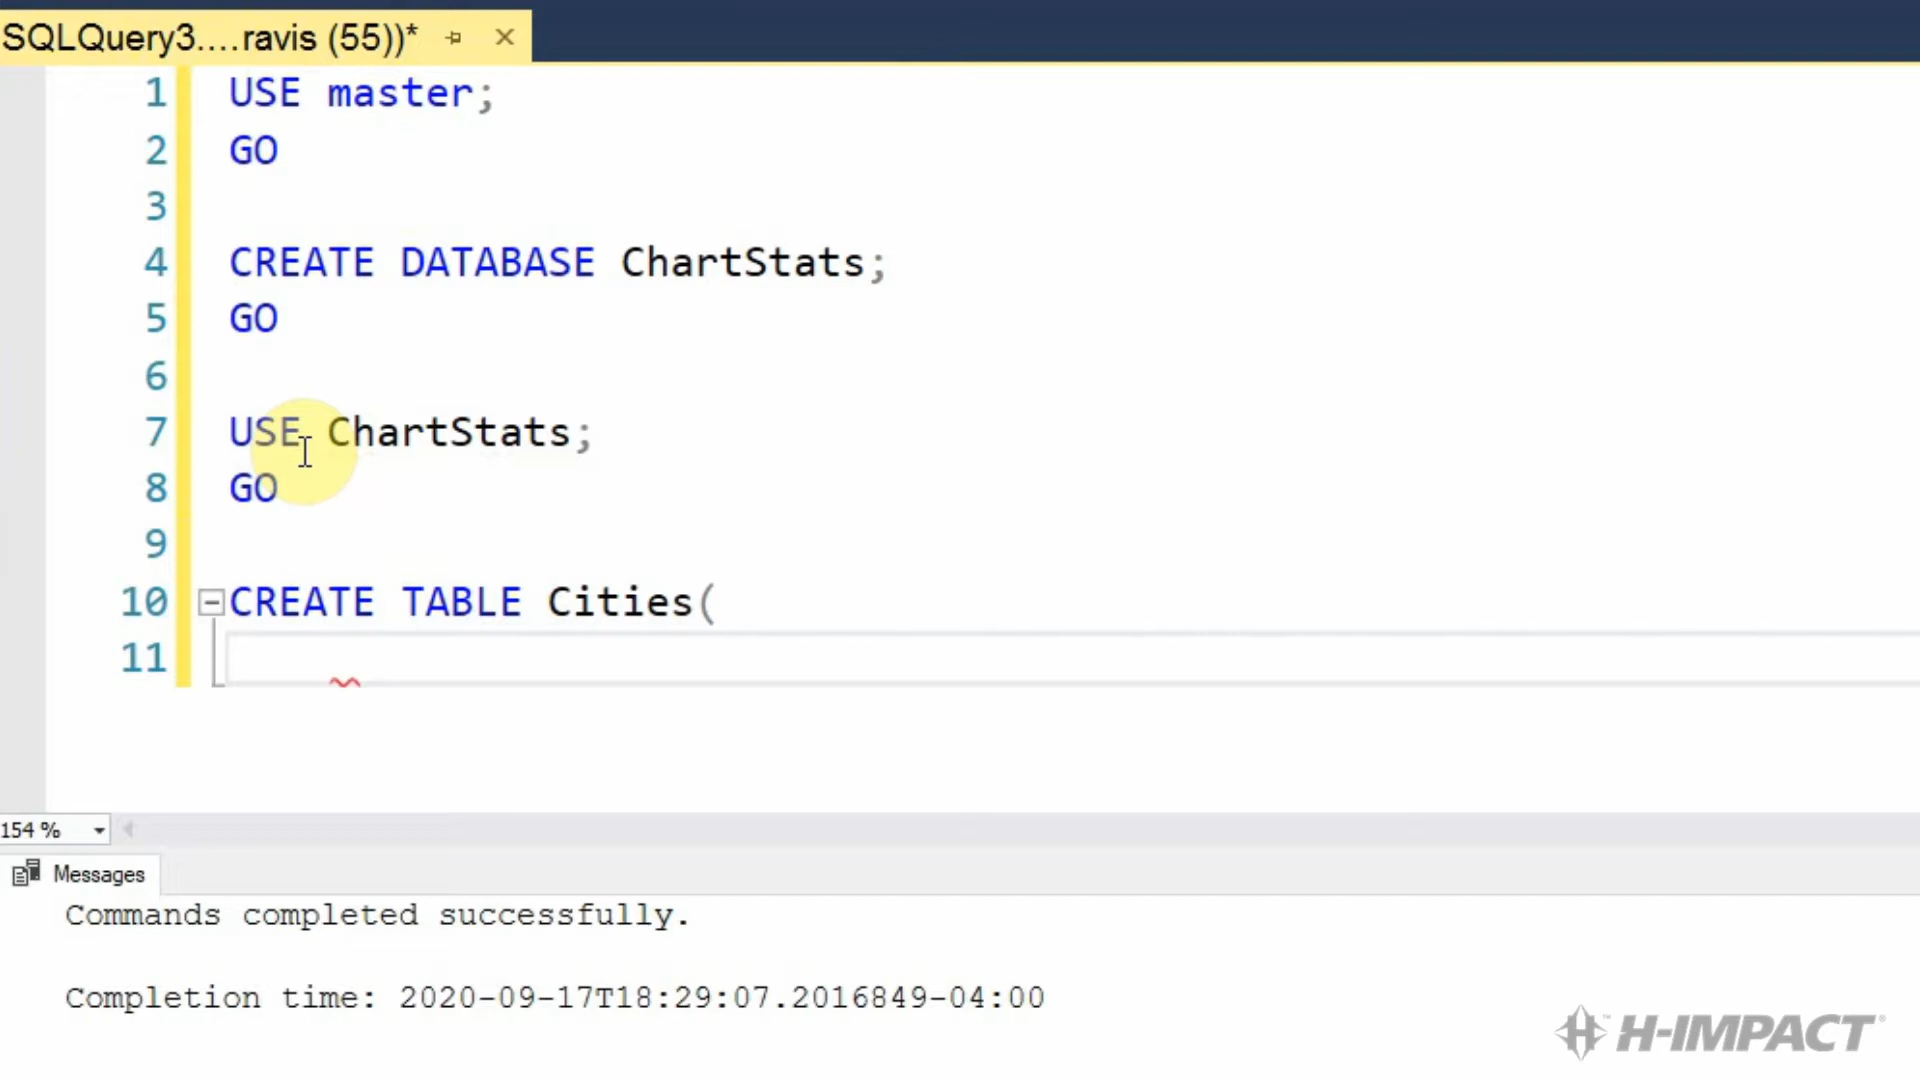 SQLQuery3....ravis (55))*
1 USE master;
2 GO
3
4 CREATE DATABASE ChartStats;
5 GO
6
7 USE ChartStats;
8 GO
9
10 CREATE TABLE Cities(
11
154 %
Messages
Commands completed successfully.
Completion time: 2020-09-17T18:29:07.2016849-04:00
H-IMPACT